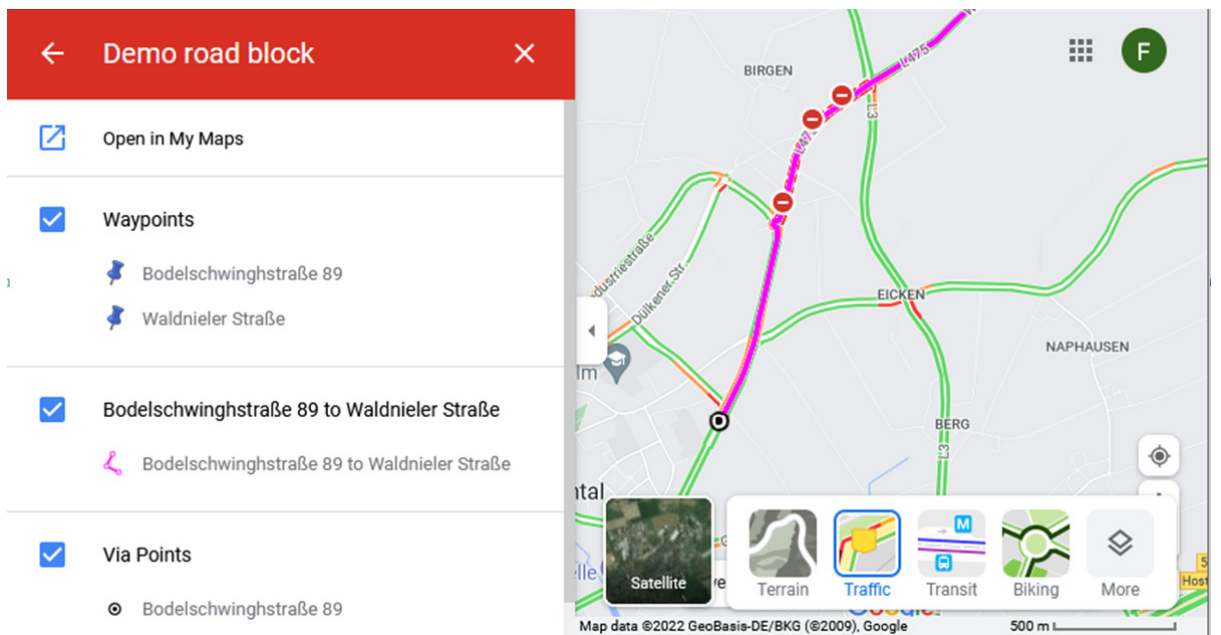 Demo road block
Open in My Maps
Waypoints
Bodelschwinghstraße 89
Waldnieler Straße
Bodelschwinghstraße 89 to Waldnieler Straße
Bodelschwinghstraße 89 to Waldnieler Straße
Via Points
Bodelschwinghstraße 89
F
BIRGEN
L475
L3
Dülkener Str.
EICKEN
NAPHAUSEN
BERG
L3
Satellite
Terrain
Traffic
M
Transit
Biking
More
Map data ©2022 GeoBasis-DE/BKG (©2009), Google
500 m